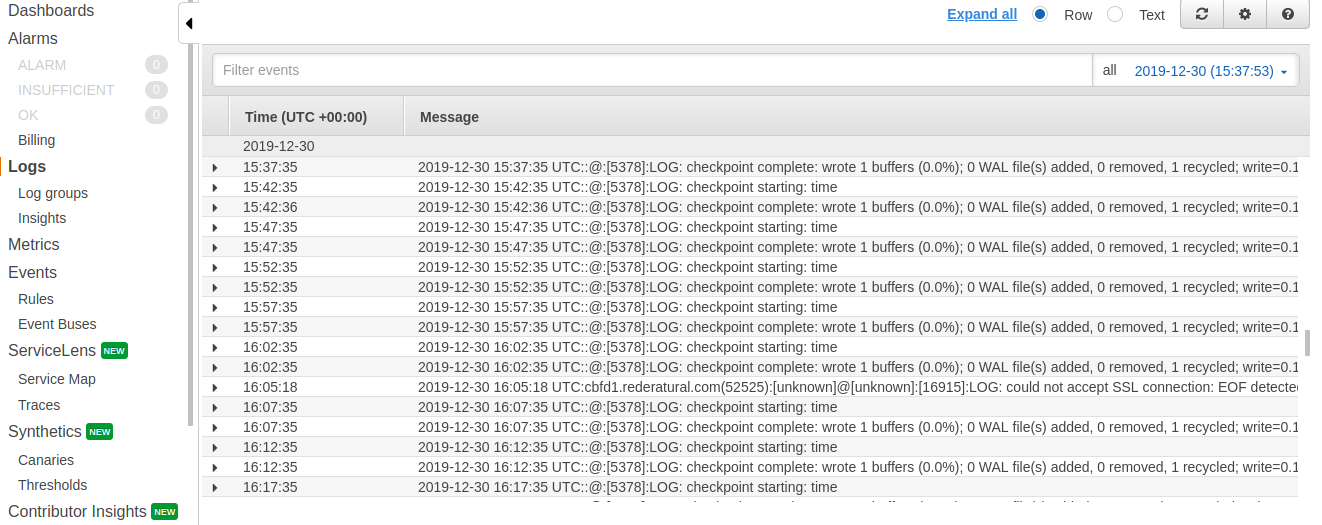 Dashboards
Alarms
ALARM 0
INSUFFICIENT 0
OK 0
Billing
Logs
Log groups
Insights
Metrics
Events
Rules
Event Buses
ServiceLens NEW
Service Map
Traces
Synthetics NEW
Canaries
Thresholds
Contributor Insights NEW
Expand all Row Text
Filter events all 2019-12-30 (15:37:53)
Time (UTC +00:00) Message
2019-12-30
15:37:35 2019-12-30 15:37:35 UTC::@:[5378]:LOG: checkpoint complete: wrote 1 buffers (0.0%); 0 WAL file(s) added, 0 removed, 1 recycled; write=0.1
15:42:35 2019-12-30 15:42:35 UTC::@:[5378]:LOG: checkpoint starting: time
15:42:36 2019-12-30 15:42:36 UTC::@:[5378]:LOG: checkpoint complete: wrote 1 buffers (0.0%); 0 WAL file(s) added, 0 removed, 1 recycled; write=0.1
15:47:35 2019-12-30 15:47:35 UTC::@:[5378]:LOG: checkpoint starting: time
15:47:35 2019-12-30 15:47:35 UTC::@:[5378]:LOG: checkpoint complete: wrote 1 buffers (0.0%); 0 WAL file(s) added, 0 removed, 1 recycled; write=0.1
15:52:35 2019-12-30 15:52:35 UTC::@:[5378]:LOG: checkpoint starting: time
15:52:35 2019-12-30 15:52:35 UTC::@:[5378]:LOG: checkpoint complete: wrote 1 buffers (0.0%); 0 WAL file(s) added, 0 removed, 1 recycled; write=0.1
15:57:35 2019-12-30 15:57:35 UTC::@:[5378]:LOG: checkpoint starting: time
15:57:35 2019-12-30 15:57:35 UTC::@:[5378]:LOG: checkpoint complete: wrote 1 buffers (0.0%); 0 WAL file(s) added, 0 removed, 1 recycled; write=0.1
16:02:35 2019-12-30 16:02:35 UTC::@:[5378]:LOG: checkpoint starting: time
16:02:35 2019-12-30 16:02:35 UTC::@:[5378]:LOG: checkpoint complete: wrote 1 buffers (0.0%); 0 WAL file(s) added, 0 removed, 1 recycled; write=0.1
16:05:18 2019-12-30 16:05:18 UTC:cbfd1.rederatural.com(52525):[unknown]@[unknown]:[16915]:LOG: could not accept SSL connection: EOF detected
16:07:35 2019-12-30 16:07:35 UTC::@:[5378]:LOG: checkpoint starting: time
16:07:35 2019-12-30 16:07:35 UTC::@:[5378]:LOG: checkpoint complete: wrote 1 buffers (0.0%); 0 WAL file(s) added, 0 removed, 1 recycled; write=0.1
16:12:35 2019-12-30 16:12:35 UTC::@:[5378]:LOG: checkpoint starting: time
16:12:35 2019-12-30 16:12:35 UTC::@:[5378]:LOG: checkpoint complete: wrote 1 buffers (0.0%); 0 WAL file(s) added, 0 removed, 1 recycled; write=0.1
16:17:35 2019-12-30 16:17:35 UTC::@:[5378]:LOG: checkpoint starting: time